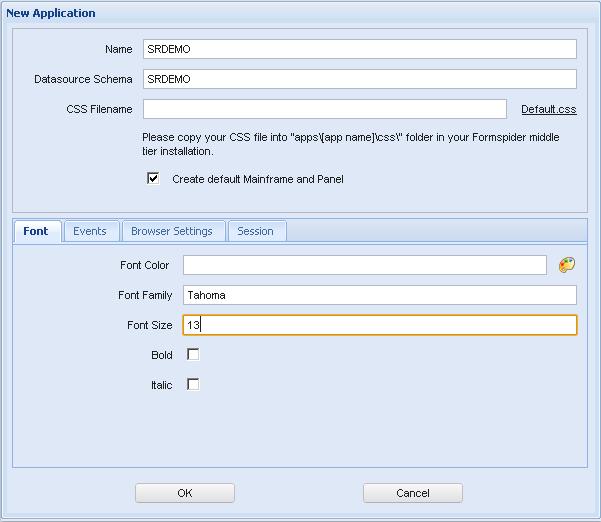 New Application
Name SRDEMO
Datasource Schema SRDEMO
CSS Filename Default.css
Please copy your CSS file into "apps\[app name]\css\" folder in your Formspider middle
tier installation.
Create default Mainframe and Panel
Font Events Browser Settings Session
Font Color
Font Family Tahoma
Font Size 13
Bold
Italic
OK Cancel